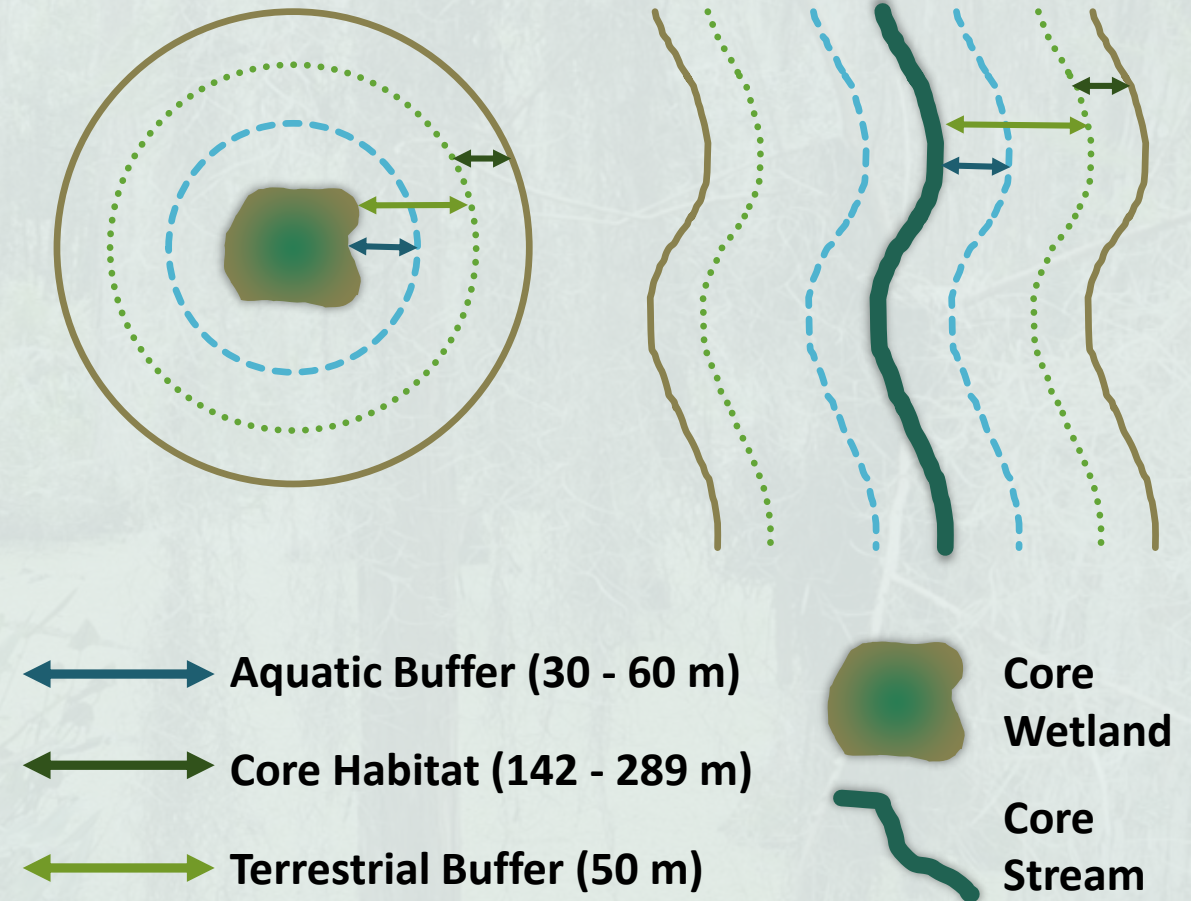 Aquatic Buffer (30 - 60 m)
Core Habitat (142 - 289 m)
Terrestrial Buffer (50 m)
Core
Wetland
Core
Stream